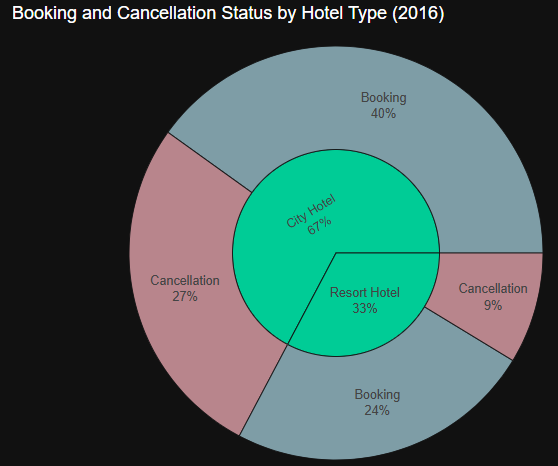 Booking and Cancellation Status by Hotel Type (2016)
Booking
40%
City Hotel
67%
Cancellation
27%
Resort Hotel
33%
Cancellation
9%
Booking
24%